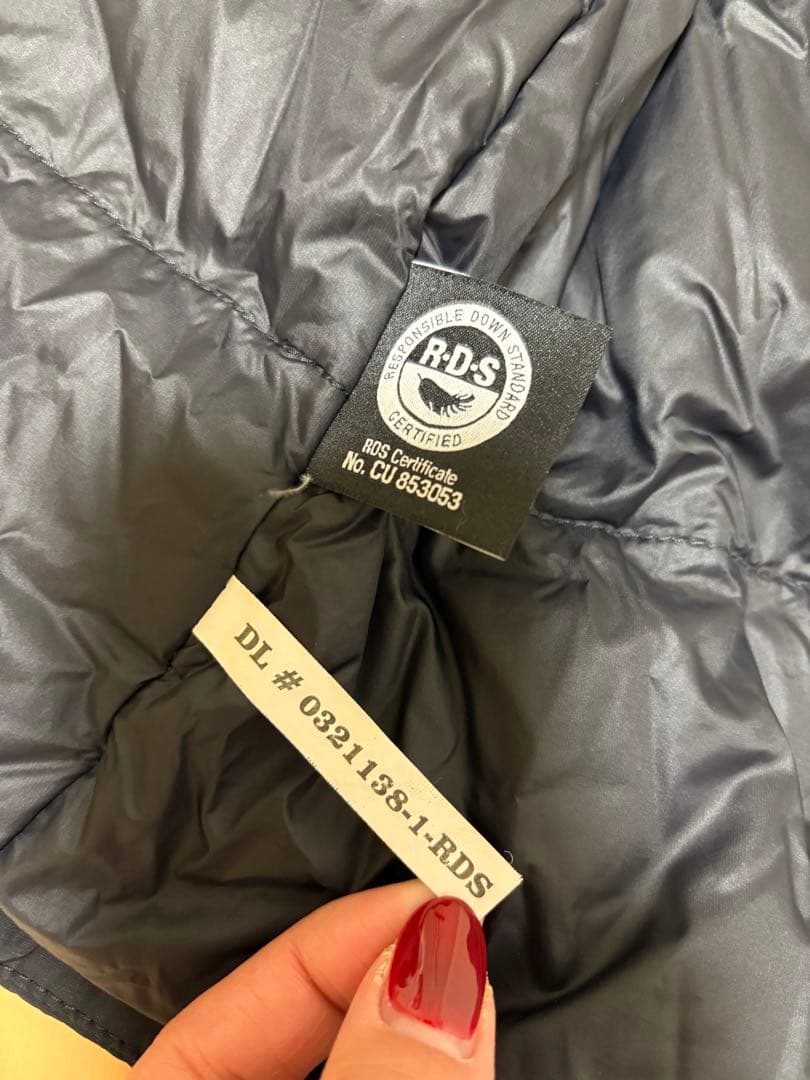 RESPONSIBLE DOWN STANDARD
R·D·S
CERTIFIED
RDS Certificate
No. CU 853053
DL # 0321138-1-RDS